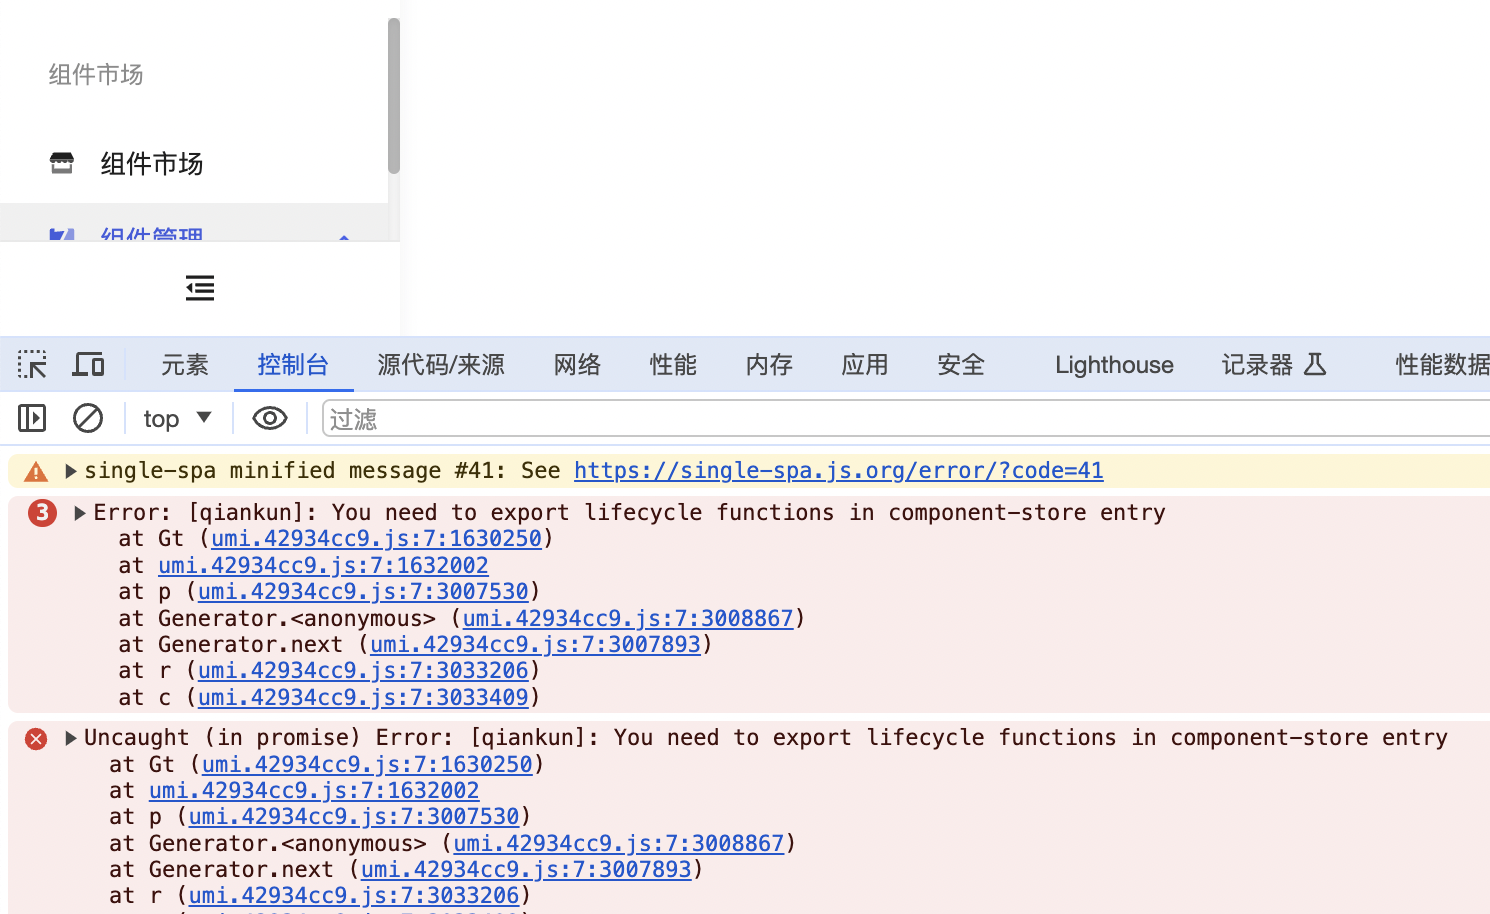 组件市场
组件市场
组件管理
元素 控制台 源代码/来源 网络 性能 内存 应用 安全 Lighthouse 记录器 性能数据
top 过滤
single-spa minified message #41: See https://single-spa.js.org/error/?code=41
3 Error: [qiankun]: You need to export lifecycle functions in component-store entry
at Gt (umi.42934cc9.js:7:1630250)
at umi.42934cc9.js:7:1632002
at p (umi.42934cc9.js:7:3007530)
at Generator.<anonymous> (umi.42934cc9.js:7:3008867)
at Generator.next (umi.42934cc9.js:7:3007893)
at r (umi.42934cc9.js:7:3033206)
at c (umi.42934cc9.js:7:3033409)
Uncaught (in promise) Error: [qiankun]: You need to export lifecycle functions in component-store entry
at Gt (umi.42934cc9.js:7:1630250)
at umi.42934cc9.js:7:1632002
at p (umi.42934cc9.js:7:3007530)
at Generator.<anonymous> (umi.42934cc9.js:7:3008867)
at Generator.next (umi.42934cc9.js:7:3007893)
at r (umi.42934cc9.js:7:3033206)